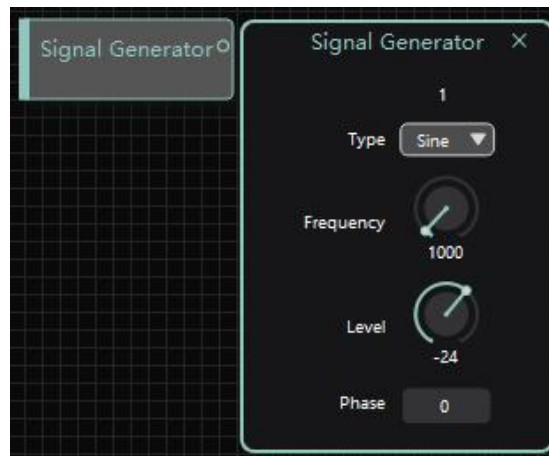 Signal Generator
Signal Generator ×
1
Type Sine
Frequency
1000
Level
-24
Phase 0